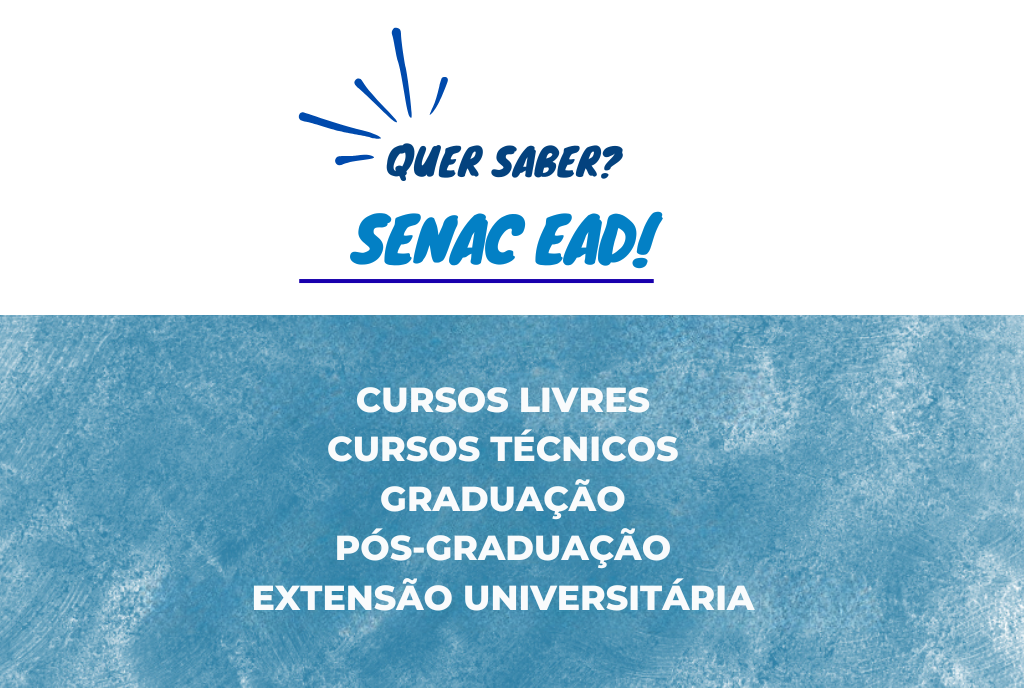 QUER SABER?
SENAC EAD!
CURSOS LIVRES
CURSOS TÉCNICOS
GRADUAÇÃO
PÓS-GRADUAÇÃO
EXTENSÃO UNIVERSITÁRIA